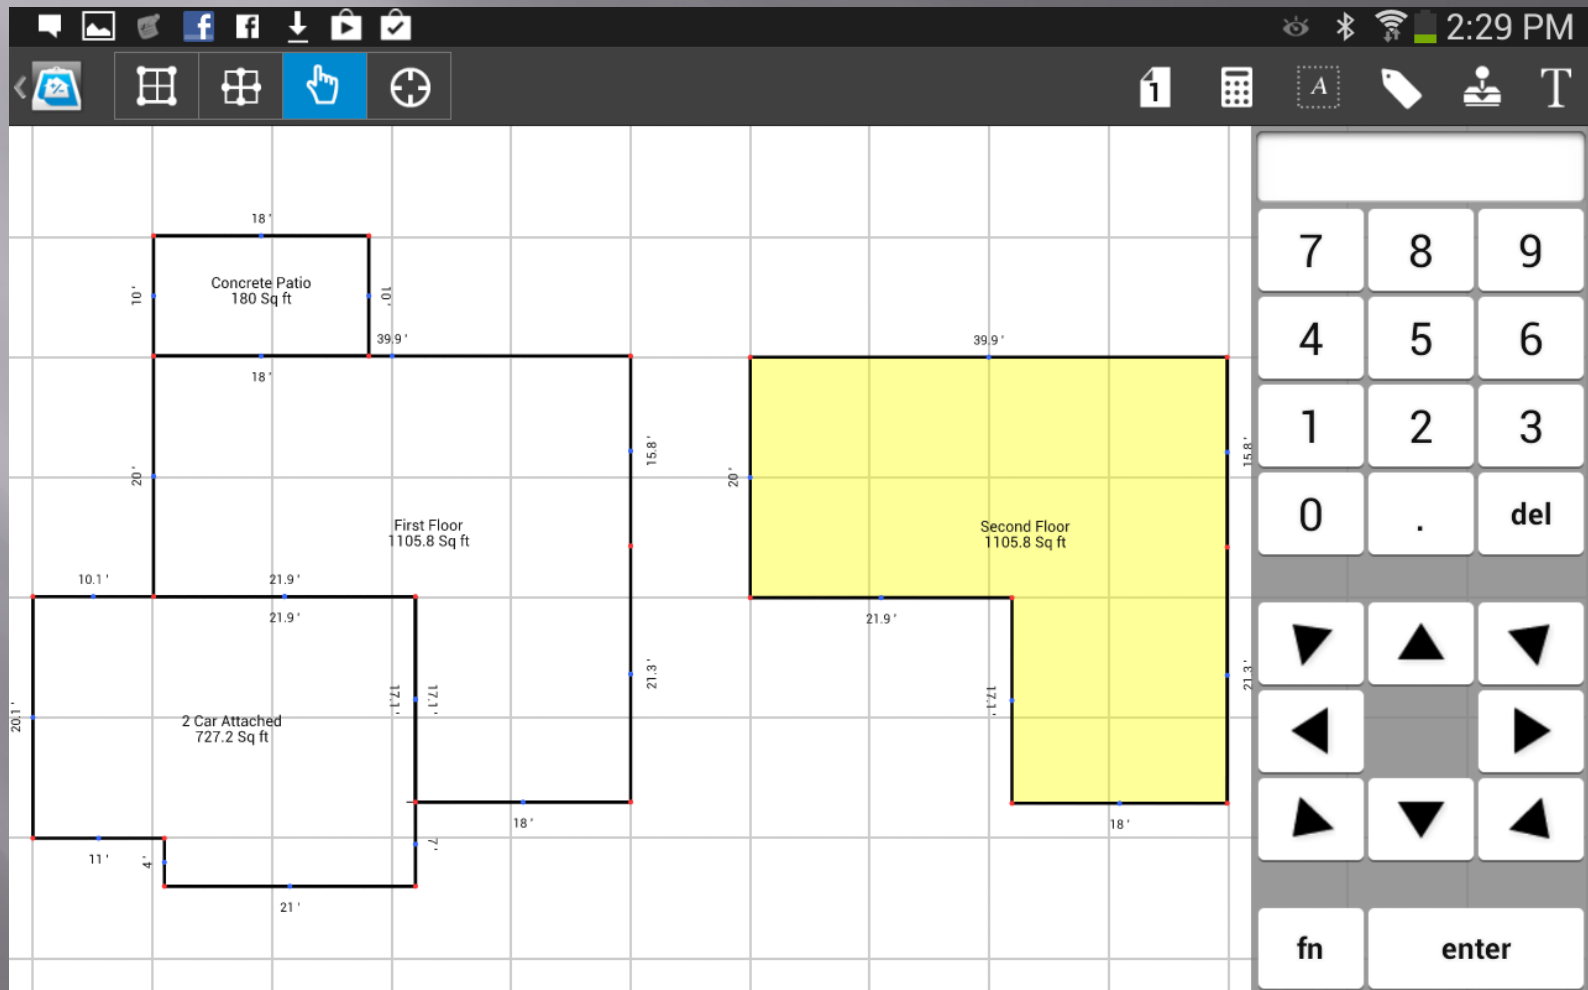 2:29 PM
1
A
T
18 '
Concrete Patio
180 Sq ft
10 '
10 '
39.9 '
18 '
20 '
15.8 '
First Floor
1105.8 Sq ft
10.1 '
21.9 '
21.9 '
21.3 '
17.1 '
17.1 '
20.1 '
2 Car Attached
727.2 Sq ft
18 '
11 '
4 '
7 '
21 '
39.9 '
20 '
15.8 '
Second Floor
1105.8 Sq ft
21.9 '
17.1 '
21.3 '
18 '
7 8 9
4 5 6
1 2 3
0 . del
fn enter